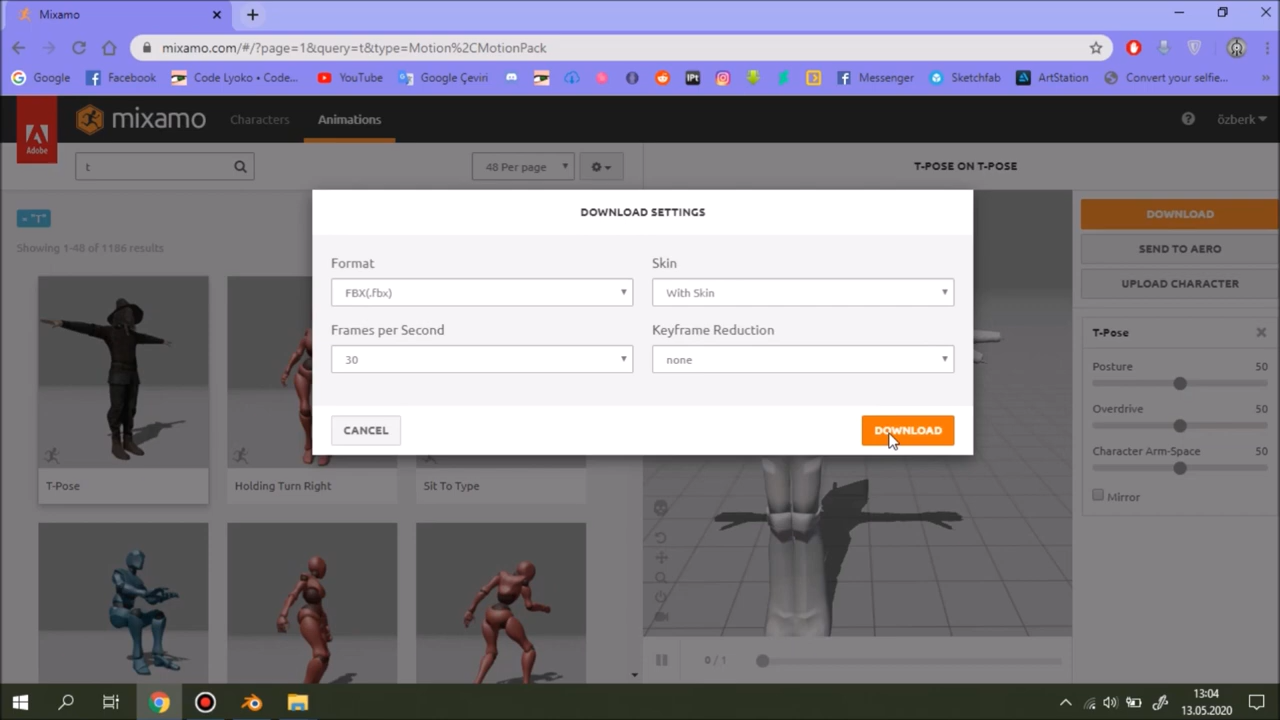 Mixamo
mixamo.com/#/?page=1&query=t&type=Motion%2CMotionPack
Google
Facebook
Code Lyoko • Code...
YouTube
Google Çeviri
IPt
Messenger
Sketchfab
ArtStation
Convert your selfie...
»
Adobe
mixamo
Characters
Animations
özberk
t
48 Per page
T-POSE ON T-POSE
"T"
Showing 1-48 of 1186 results
DOWNLOAD SETTINGS
Format
Skin
FBX(.fbx)
With Skin
Frames per Second
Keyframe Reduction
30
none
CANCEL
DOWNLOAD
DOWNLOAD
SEND TO AERO
UPLOAD CHARACTER
T-Pose
Posture 50
Overdrive 50
Character Arm-Space 50
Mirror
T-Pose
Holding Turn Right
Sit To Type
0 / 1
13:04
13.05.2020